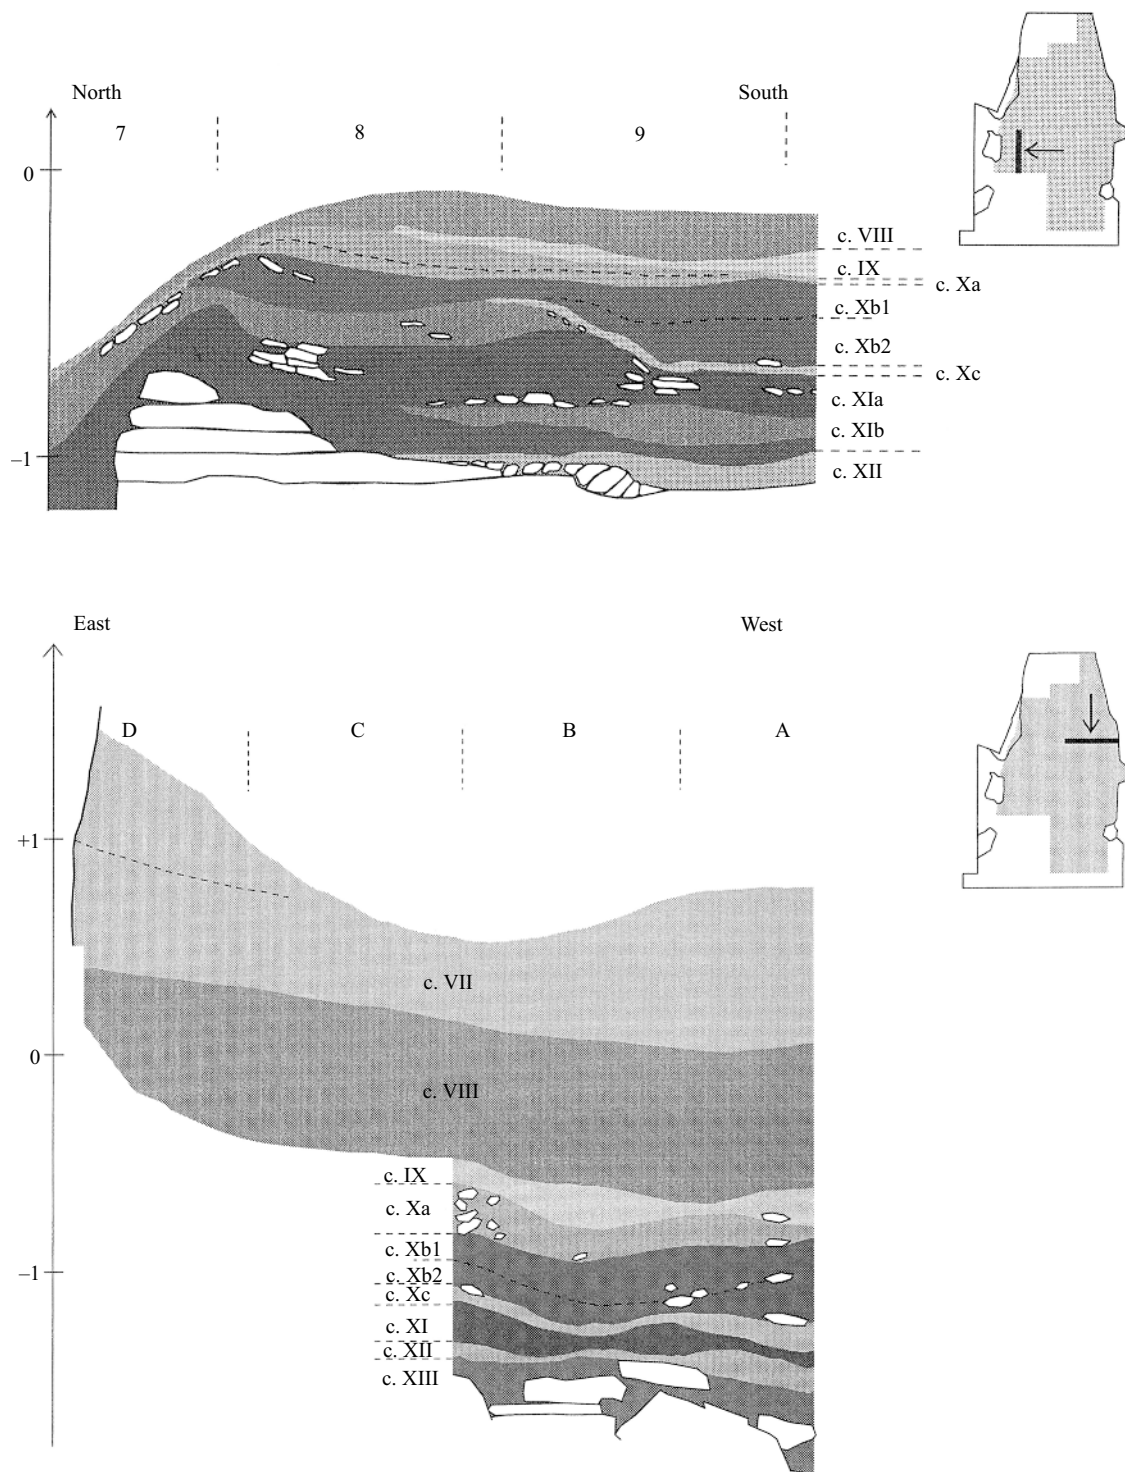 North
South
7
8
9
0
c. VIII
c. IX
c. Xa
c. Xb1
c. Xb2
c. Xc
c. XIa
c. XIb
–1
c. XII
East
West
D
C
B
A
+1
c. VII
0
c. VIII
c. IX
c. Xa
c. Xb1
–1
c. Xb2
c. Xc
c. XI
c. XII
c. XIII